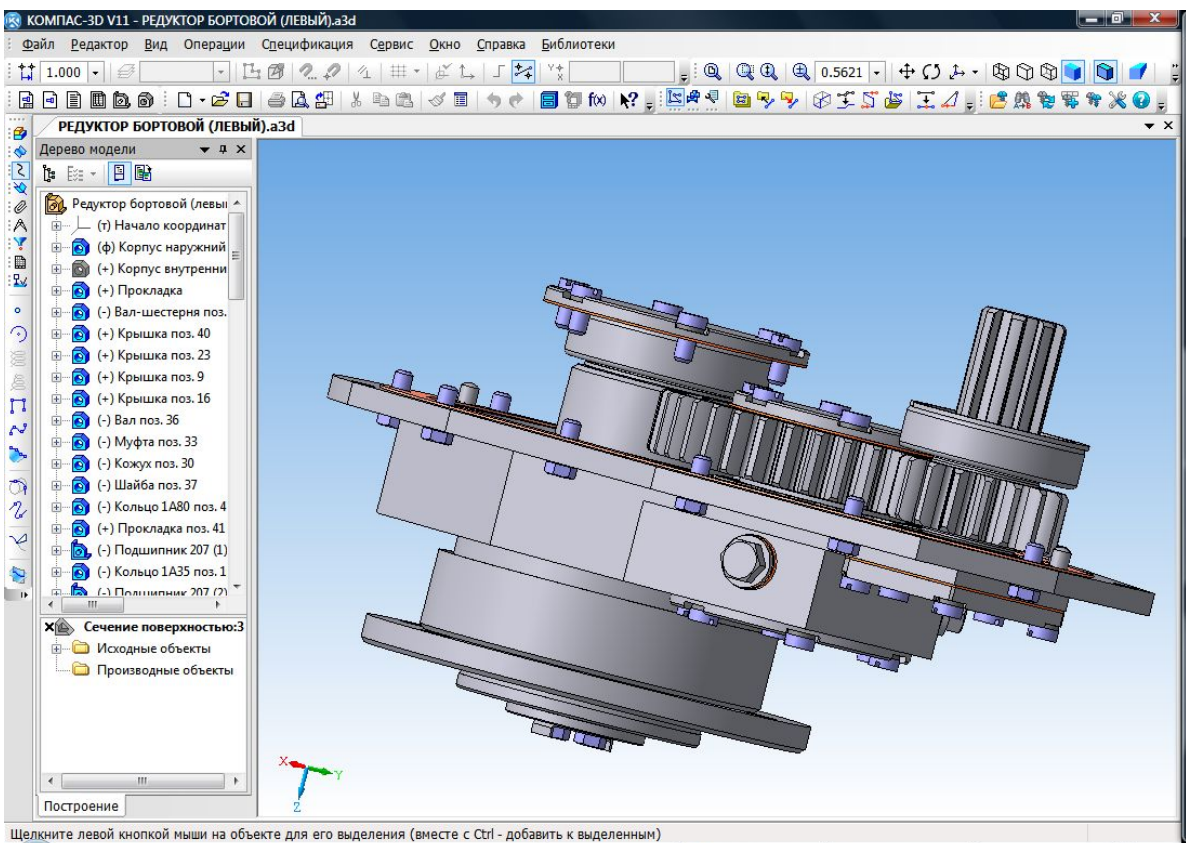 КОМПАС-3D V11 - РЕДУКТОР БОРТОВОЙ (ЛЕВЫЙ).a3d
Файл Редактор Вид Операции Спецификация Сервис Окно Справка Библиотеки
1.000 0.5621
f(x)
РЕДУКТОР БОРТОВОЙ (ЛЕВЫЙ).a3d
Дерево модели
Редуктор бортовой (левы
(т) Начало координат
(ф) Корпус наружний
(+) Корпус внутренни
(+) Прокладка
(-) Вал-шестерня поз.
(+) Крышка поз. 40
(+) Крышка поз. 23
(+) Крышка поз. 9
(+) Крышка поз. 16
(-) Вал поз. 36
(-) Муфта поз. 33
(-) Кожух поз. 30
(-) Шайба поз. 37
(-) Кольцо 1А80 поз. 4
(+) Прокладка поз. 41
(-) Подшипник 207 (1)
(-) Кольцо 1А35 поз. 1
(-) Подшипник 207 (2)
Сечение поверхностью:3
Исходные объекты
Производные объекты
X
Y
Z
Построение
Щелкните левой кнопкой мыши на объекте для его выделения (вместе с Ctrl - добавить к выделенным)